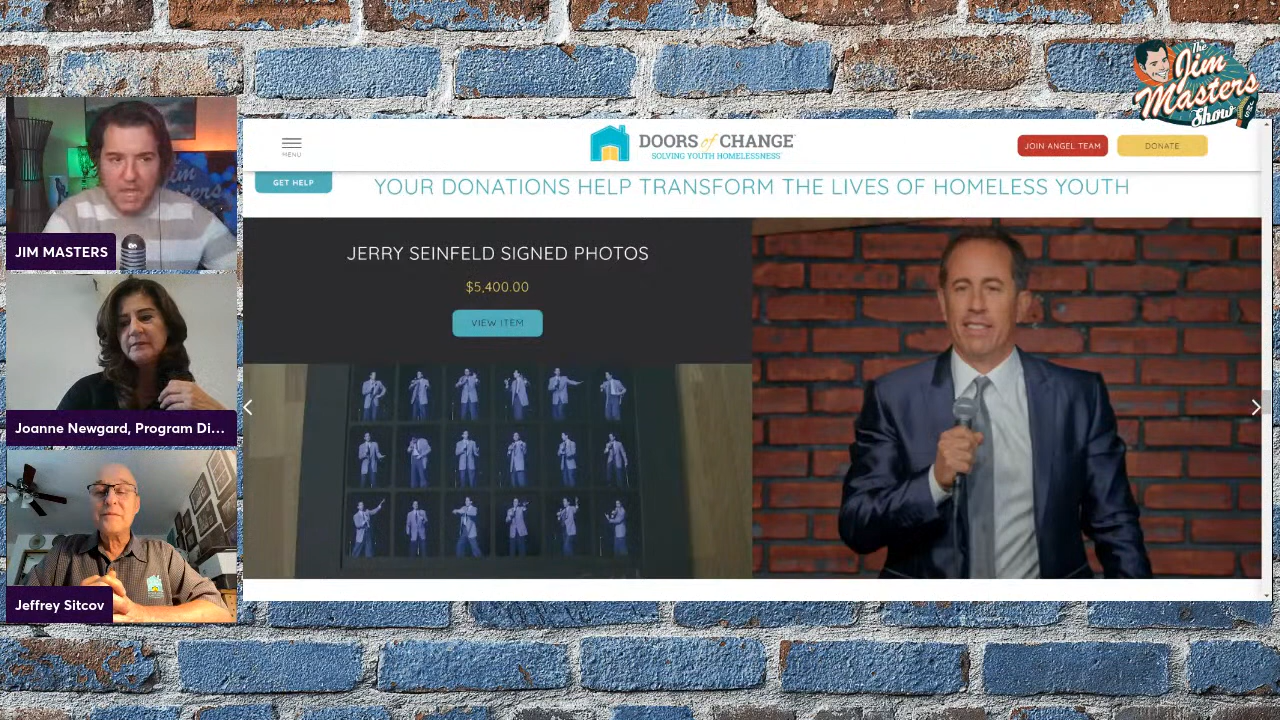 The
Jim
Masters
Show
JIM MASTERS
Joanne Newgard, Program Di...
Jeffrey Sitcov
MENU
DOORS of CHANGE
SOLVING YOUTH HOMELESSNESS
JOIN ANGEL TEAM
DONATE
GET HELP
YOUR DONATIONS HELP TRANSFORM THE LIVES OF HOMELESS YOUTH
JERRY SEINFELD SIGNED PHOTOS
$5,400.00
VIEW ITEM